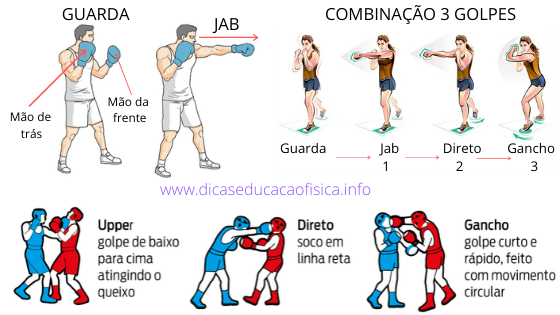 GUARDA
JAB
COMBINAÇÃO 3 GOLPES
Mão de
trás
Mão da
frente
Guarda
Jab
1
Direto
2
Gancho
3
www.dicaseducacaofisica.info
Upper
golpe de baixo
para cima
atingindo o
queixo
Direto
soco em
linha reta
Gancho
golpe curto e
rápido, feito
com movimento
circular